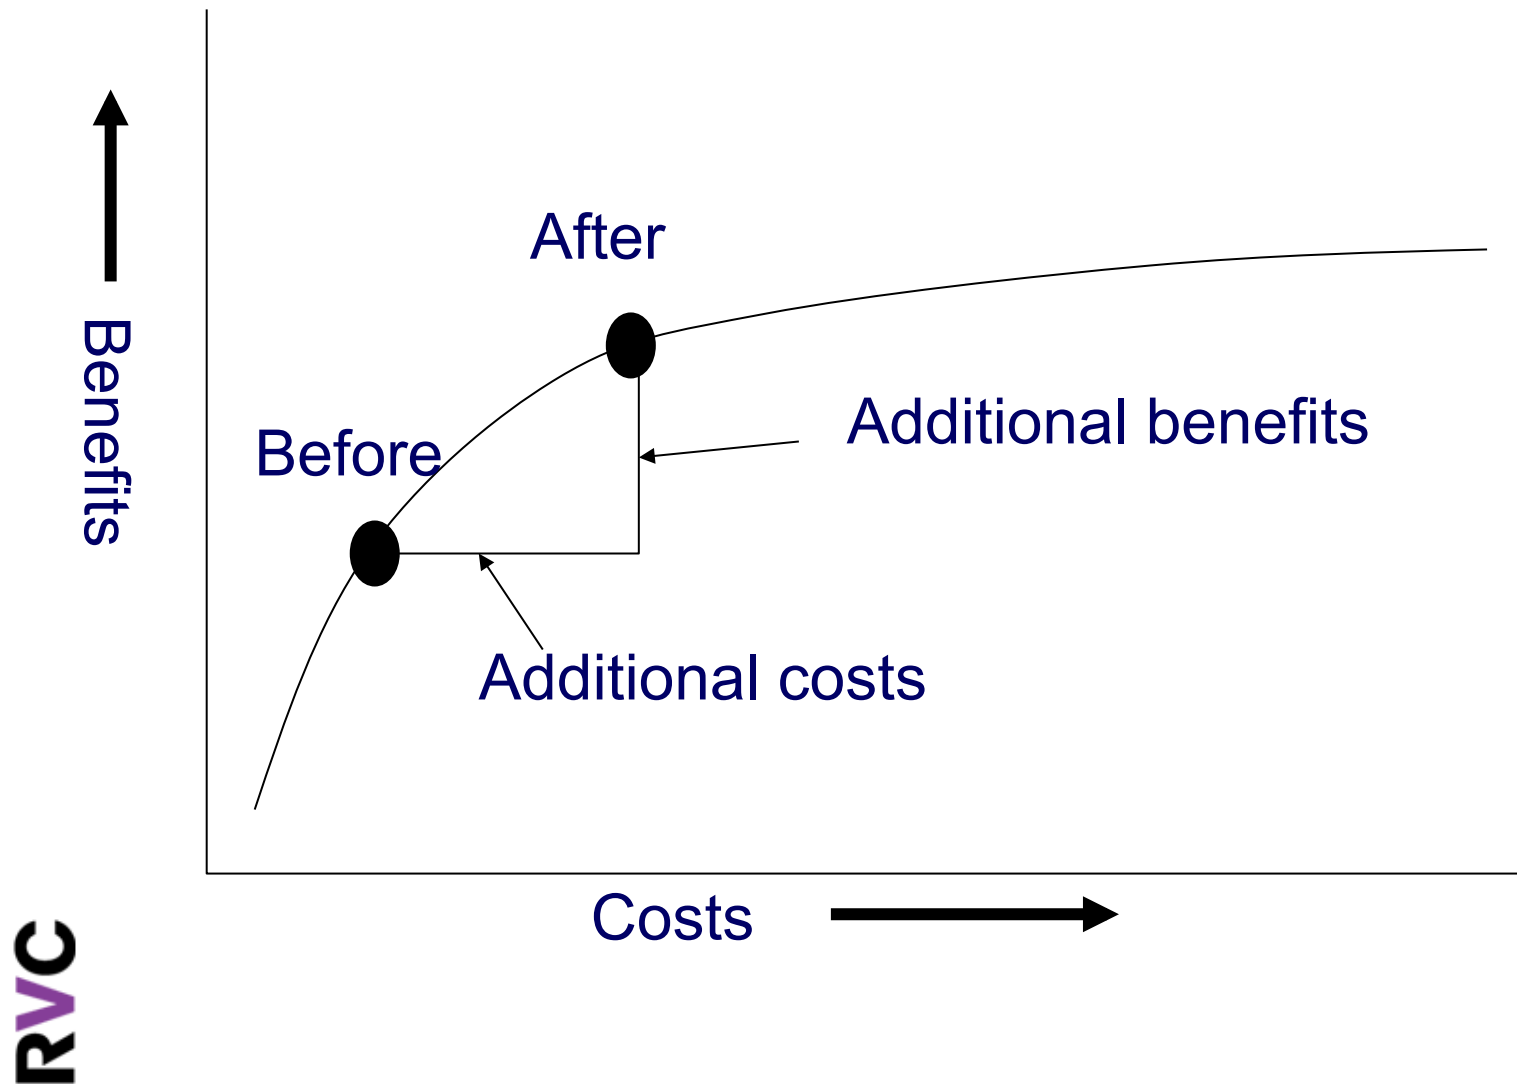 After
Benefits
Additional benefits
Before
Additional costs
Costs
RVC